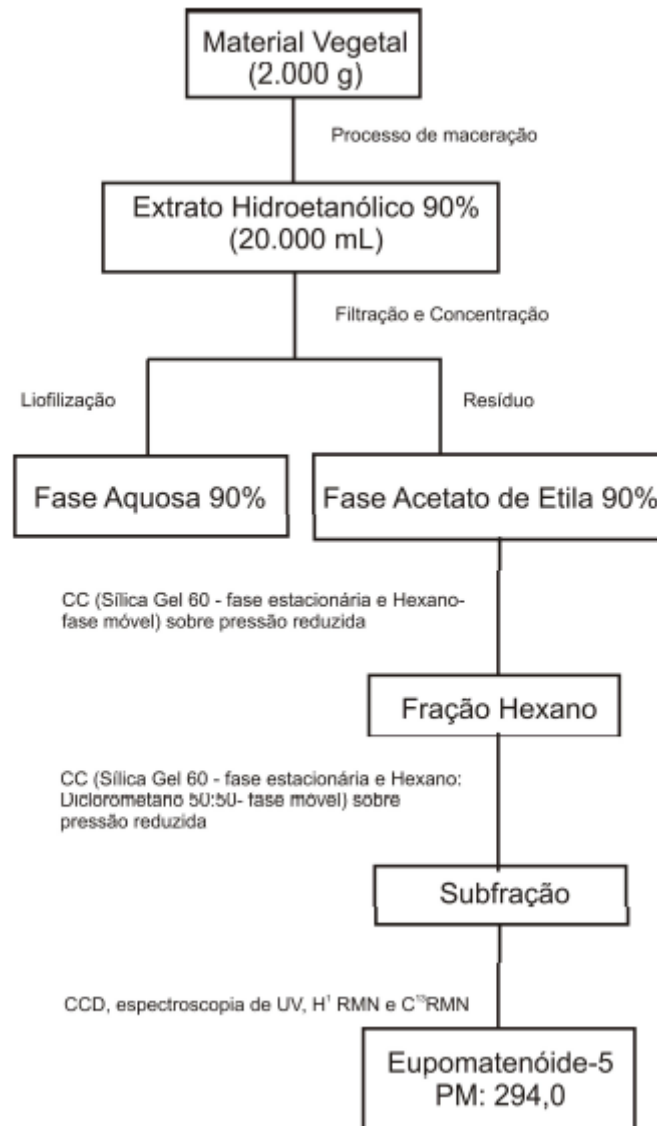 Material Vegetal
(2.000 g)
Processo de maceração
Extrato Hidroetanólico 90%
(20.000 mL)
Filtração e Concentração
Liofilização
Resíduo
Fase Aquosa 90%
Fase Acetato de Etila 90%
CC (Sílica Gel 60 - fase estacionária e Hexano-
fase móvel) sobre pressão reduzida
Fração Hexano
CC (Sílica Gel 60 - fase estacionária e Hexano:
Diclorometano 50:50- fase móvel) sobre
pressão reduzida
Subfração
CCD, espectroscopia de UV, H¹ RMN e C¹³RMN
Eupomatenóide-5
PM: 294,0